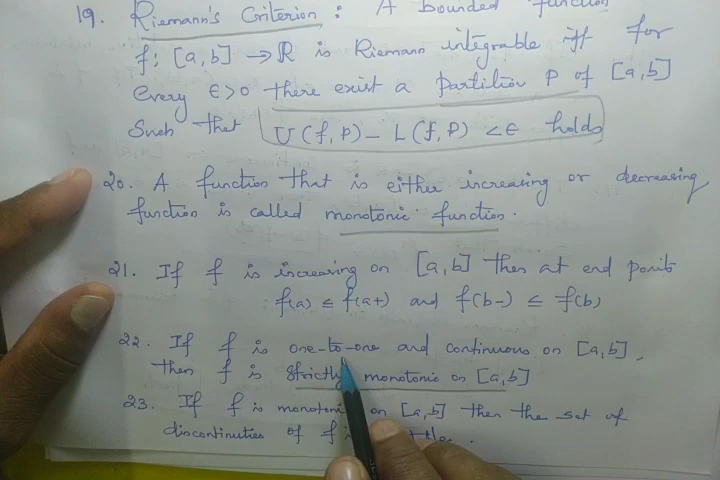 19. Riemann's Criterion : A bounded function
f: [a,b] → R is Riemann integrable iff for
every ϵ>0 there exist a partition P of [a,b]
Such that U(f,P) - L(f,P) < ϵ holds
20. A function that is either increasing or decreasing
function is called monotonic function.
21. If f is increasing on [a,b] then at end points
f(a) ≤ f(a+) and f(b-) ≤ f(b)
22. If f is one-to-one and continuous on [a,b],
then f is strictly monotonic on [a,b]
23. If f is monotonic on [a,b] then the set of
discontinuties of f is